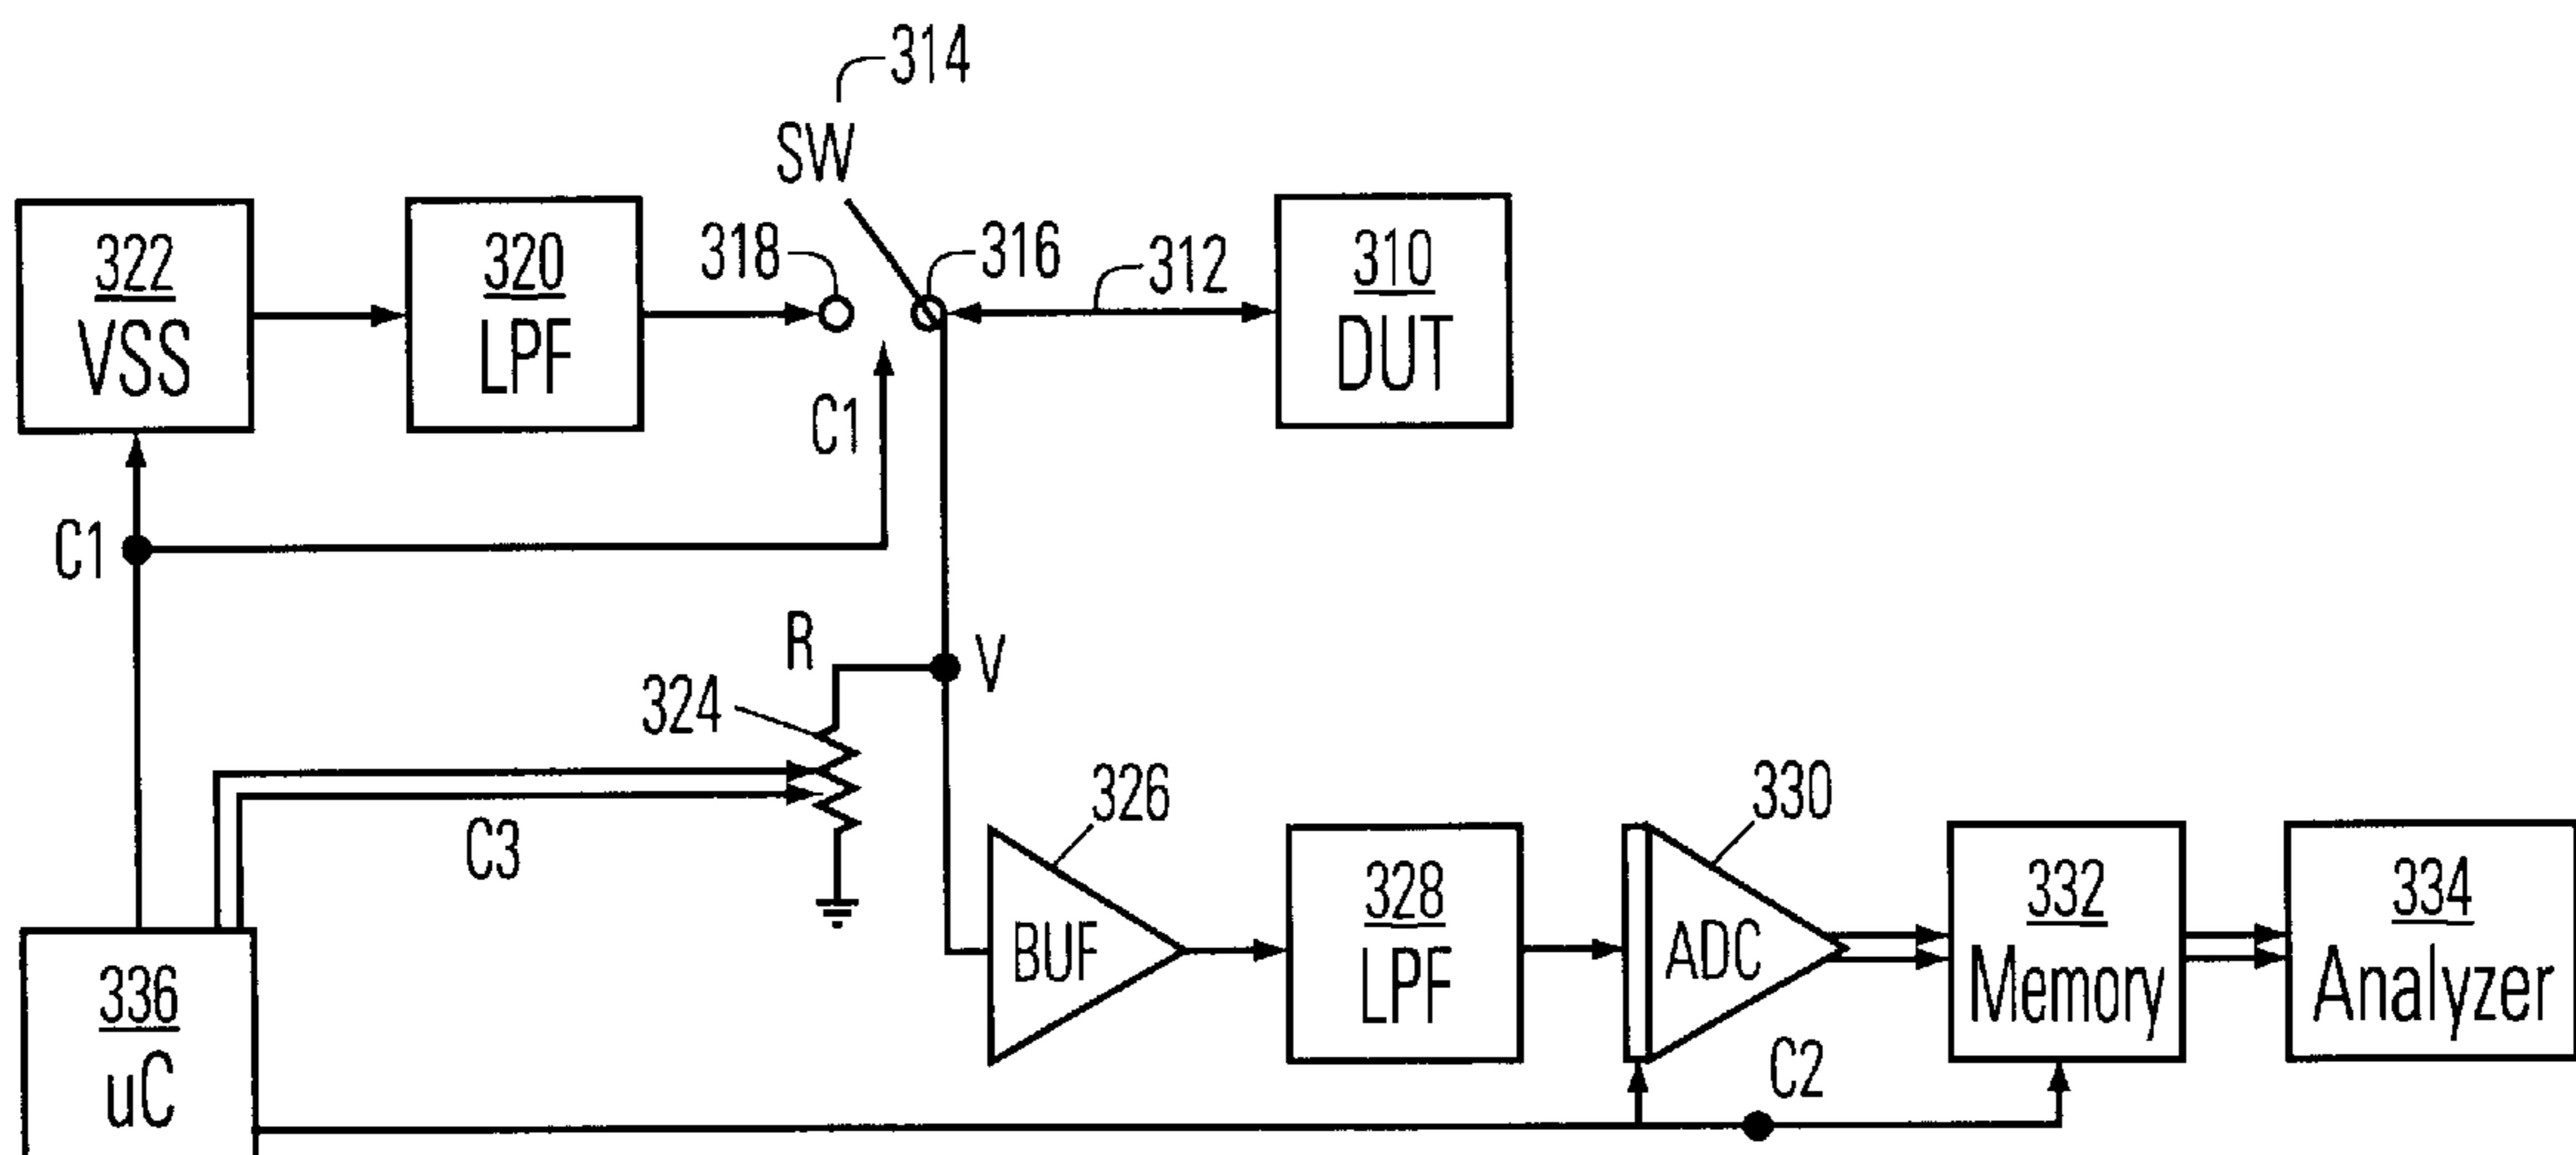 314
SW
322
VSS
320
LPF
318
316
312
310
DUT
C1
C1
R
V
324
C3
326
BUF
328
LPF
330
ADC
332
Memory
334
Analyzer
336
uC
C2